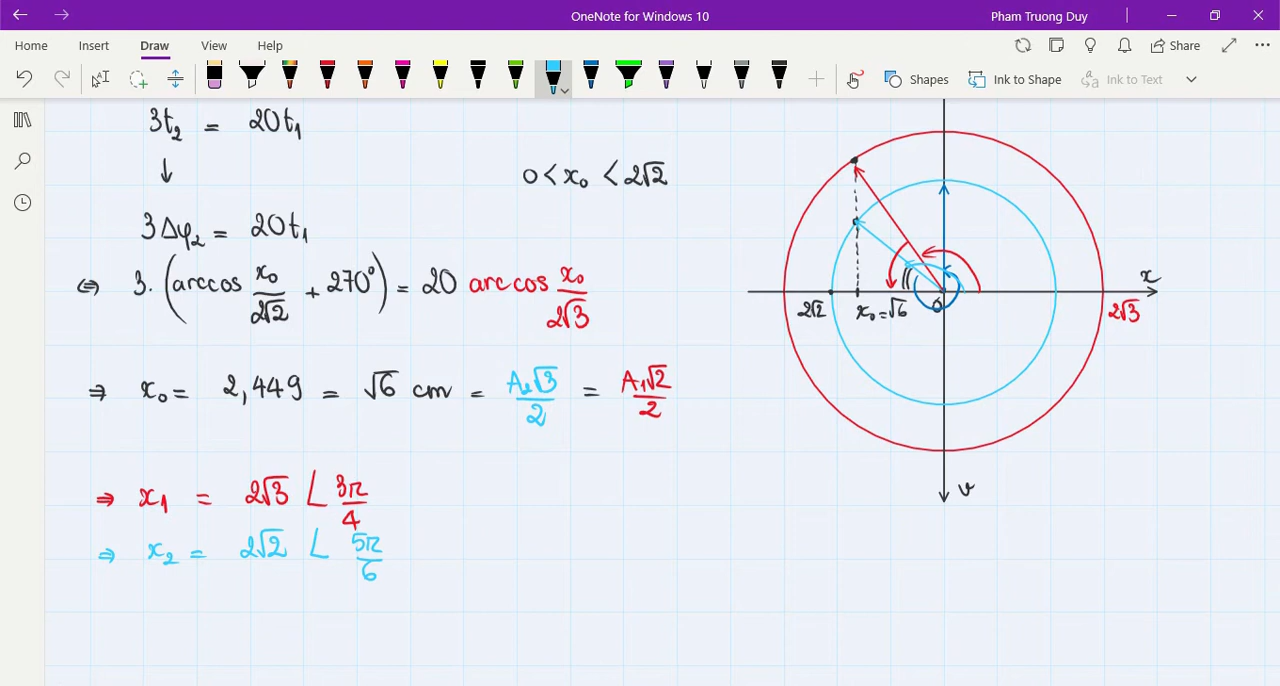 OneNote for Windows 10
Pham Truong Duy
Home Insert Draw View Help
Share
Shapes Ink to Shape Ink to Text
3t₂ = 20t₁
↓
0 < x₀ < 2√2
3Δφ₂ = 20t₁
⇔ 3.(arccos x₀/2√2 + 270°) = 20 arccos x₀/2√3
⇒ x₀ = 2,449 = √6 cm = A₂√3/2 = A₁√2/2
⇒ x₁ = 2√3 ∠ 3π/4
⇒ x₂ = 2√2 ∠ 5π/6
x
2√2 x₀=√6 O 2√3
v